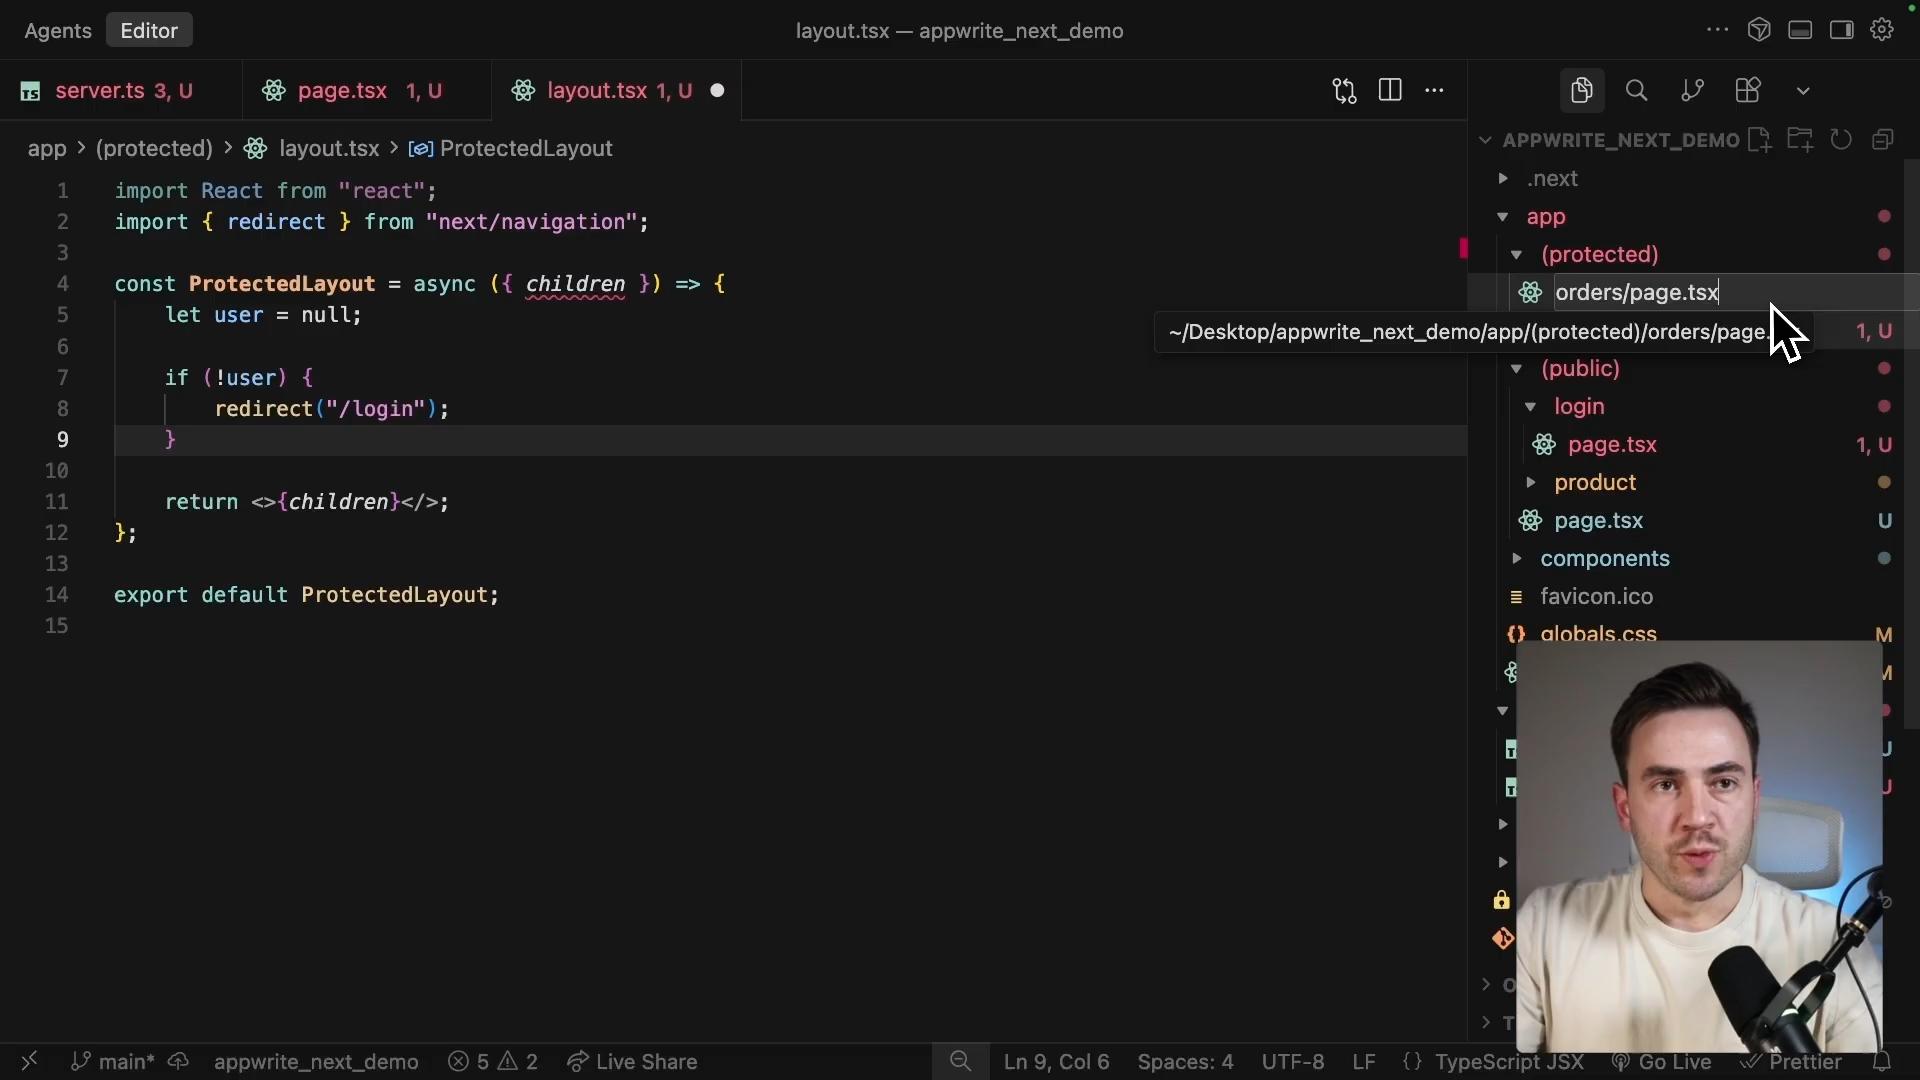 Agents Editor layout.tsx — appwrite_next_demo
TS server.ts 3, U page.tsx 1, U layout.tsx 1, U
app > (protected) > layout.tsx > ProtectedLayout
1 import React from "react";
2 import { redirect } from "next/navigation";
3
4 const ProtectedLayout = async ({ children }) => {
5 let user = null;
6
7 if (!user) {
8 redirect("/login");
9 }
10
11 return <>{children}</>;
12 };
13
14 export default ProtectedLayout;
15
APPWRITE_NEXT_DEMO
.next
app
(protected)
orders/page.tsx
~/Desktop/appwrite_next_demo/app/(protected)/orders/page. 1, U
(public)
login
page.tsx 1, U
product
page.tsx U
components
favicon.ico
globals.css M
M
main* appwrite_next_demo 5 2 Live Share Ln 9, Col 6 Spaces: 4 UTF-8 LF {} TypeScript JSX Go Live Prettier